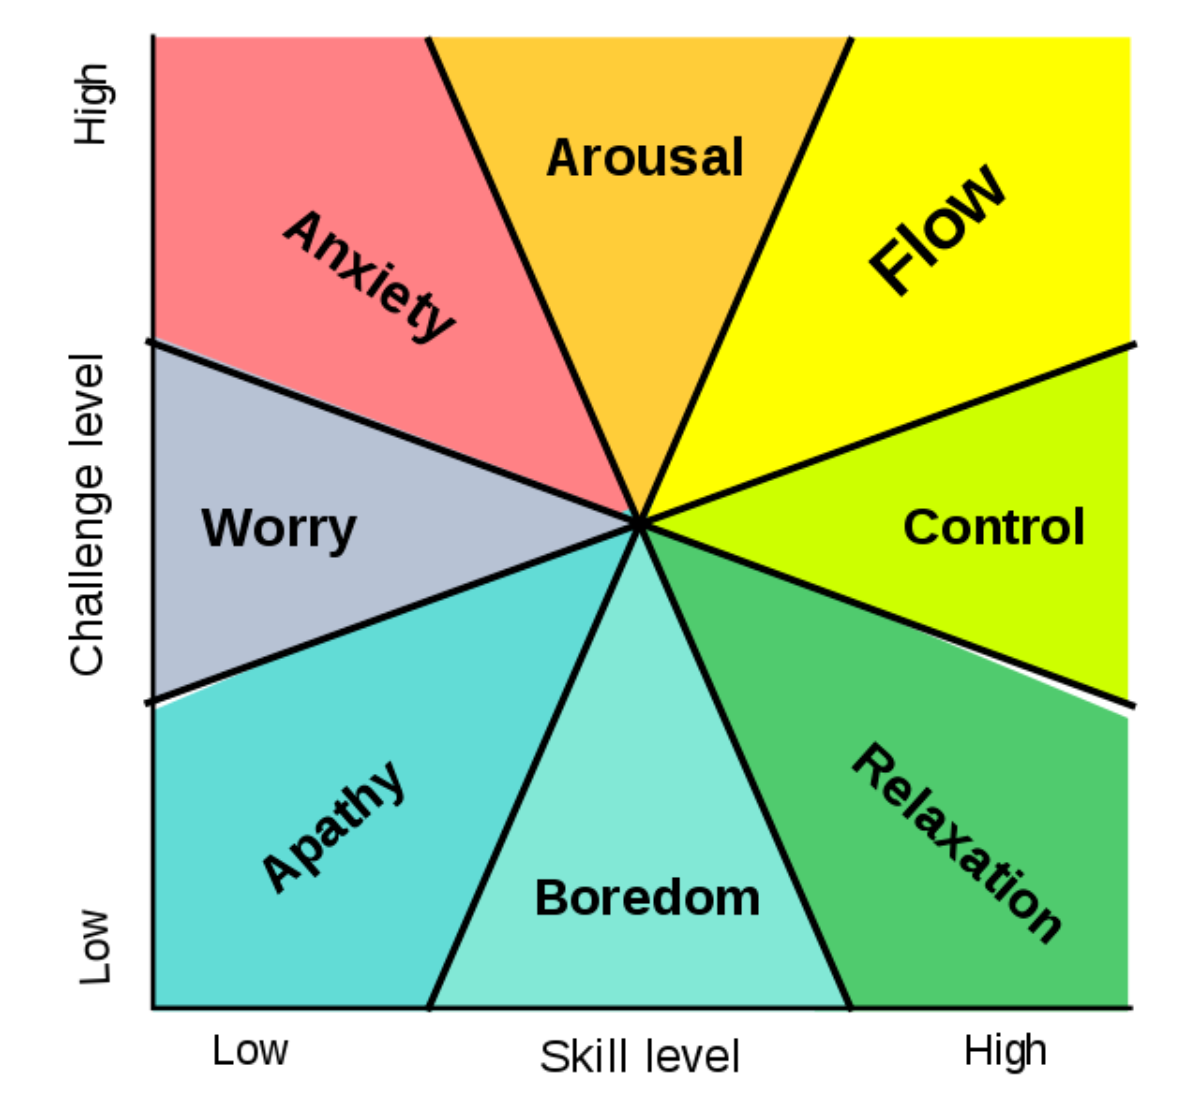 High
Arousal
Flow
Anxiety
Challenge level
Worry
Control
Apathy
Relaxation
Boredom
Low
Low
Skill level
High